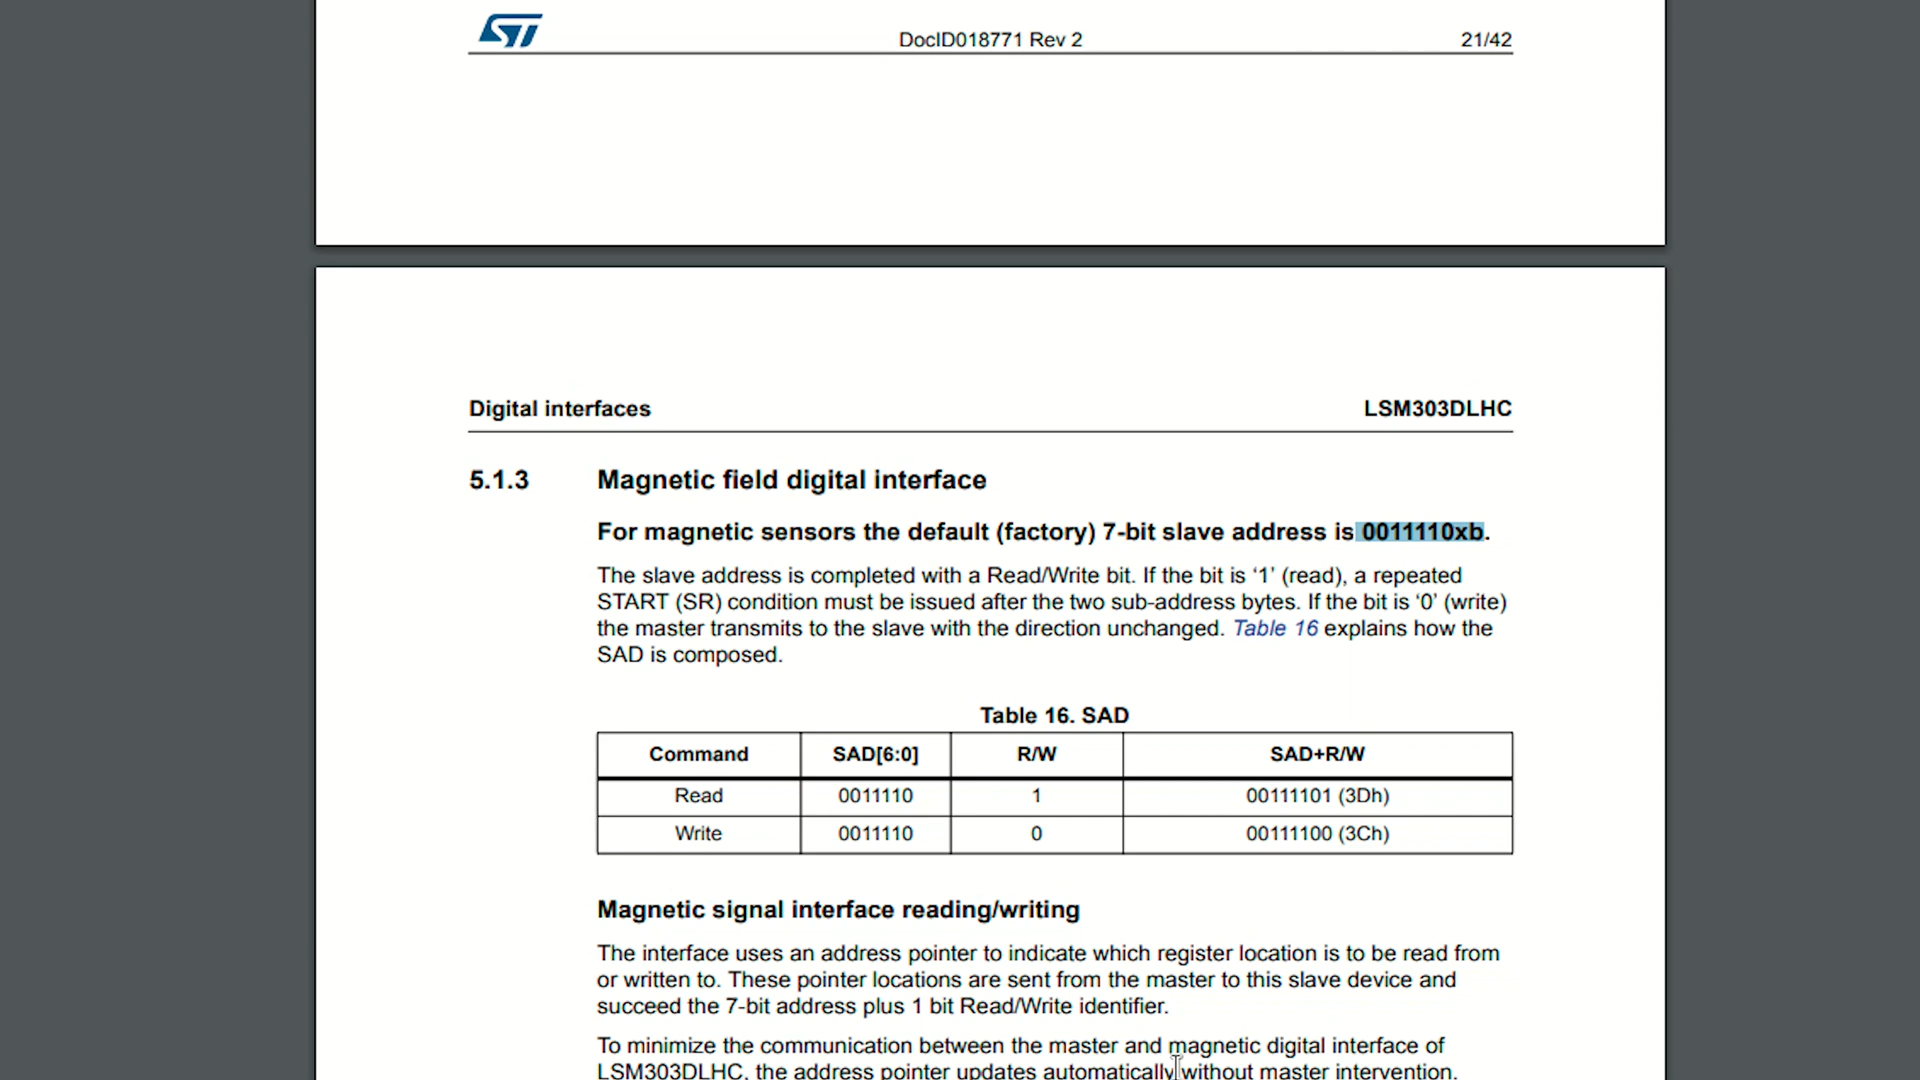 ST
DocID018771 Rev 2 21/42
Digital interfaces LSM303DLHC
5.1.3 Magnetic field digital interface
For magnetic sensors the default (factory) 7-bit slave address is 0011110xb.
The slave address is completed with a Read/Write bit. If the bit is ‘1’ (read), a repeated
START (SR) condition must be issued after the two sub-address bytes. If the bit is ‘0’ (write)
the master transmits to the slave with the direction unchanged. Table 16 explains how the
SAD is composed.
Table 16. SAD
Command SAD[6:0] R/W SAD+R/W
Read 0011110 1 00111101 (3Dh)
Write 0011110 0 00111100 (3Ch)
Magnetic signal interface reading/writing
The interface uses an address pointer to indicate which register location is to be read from
or written to. These pointer locations are sent from the master to this slave device and
succeed the 7-bit address plus 1 bit Read/Write identifier.
To minimize the communication between the master and magnetic digital interface of
LSM303DLHC, the address pointer updates automatically without master intervention.